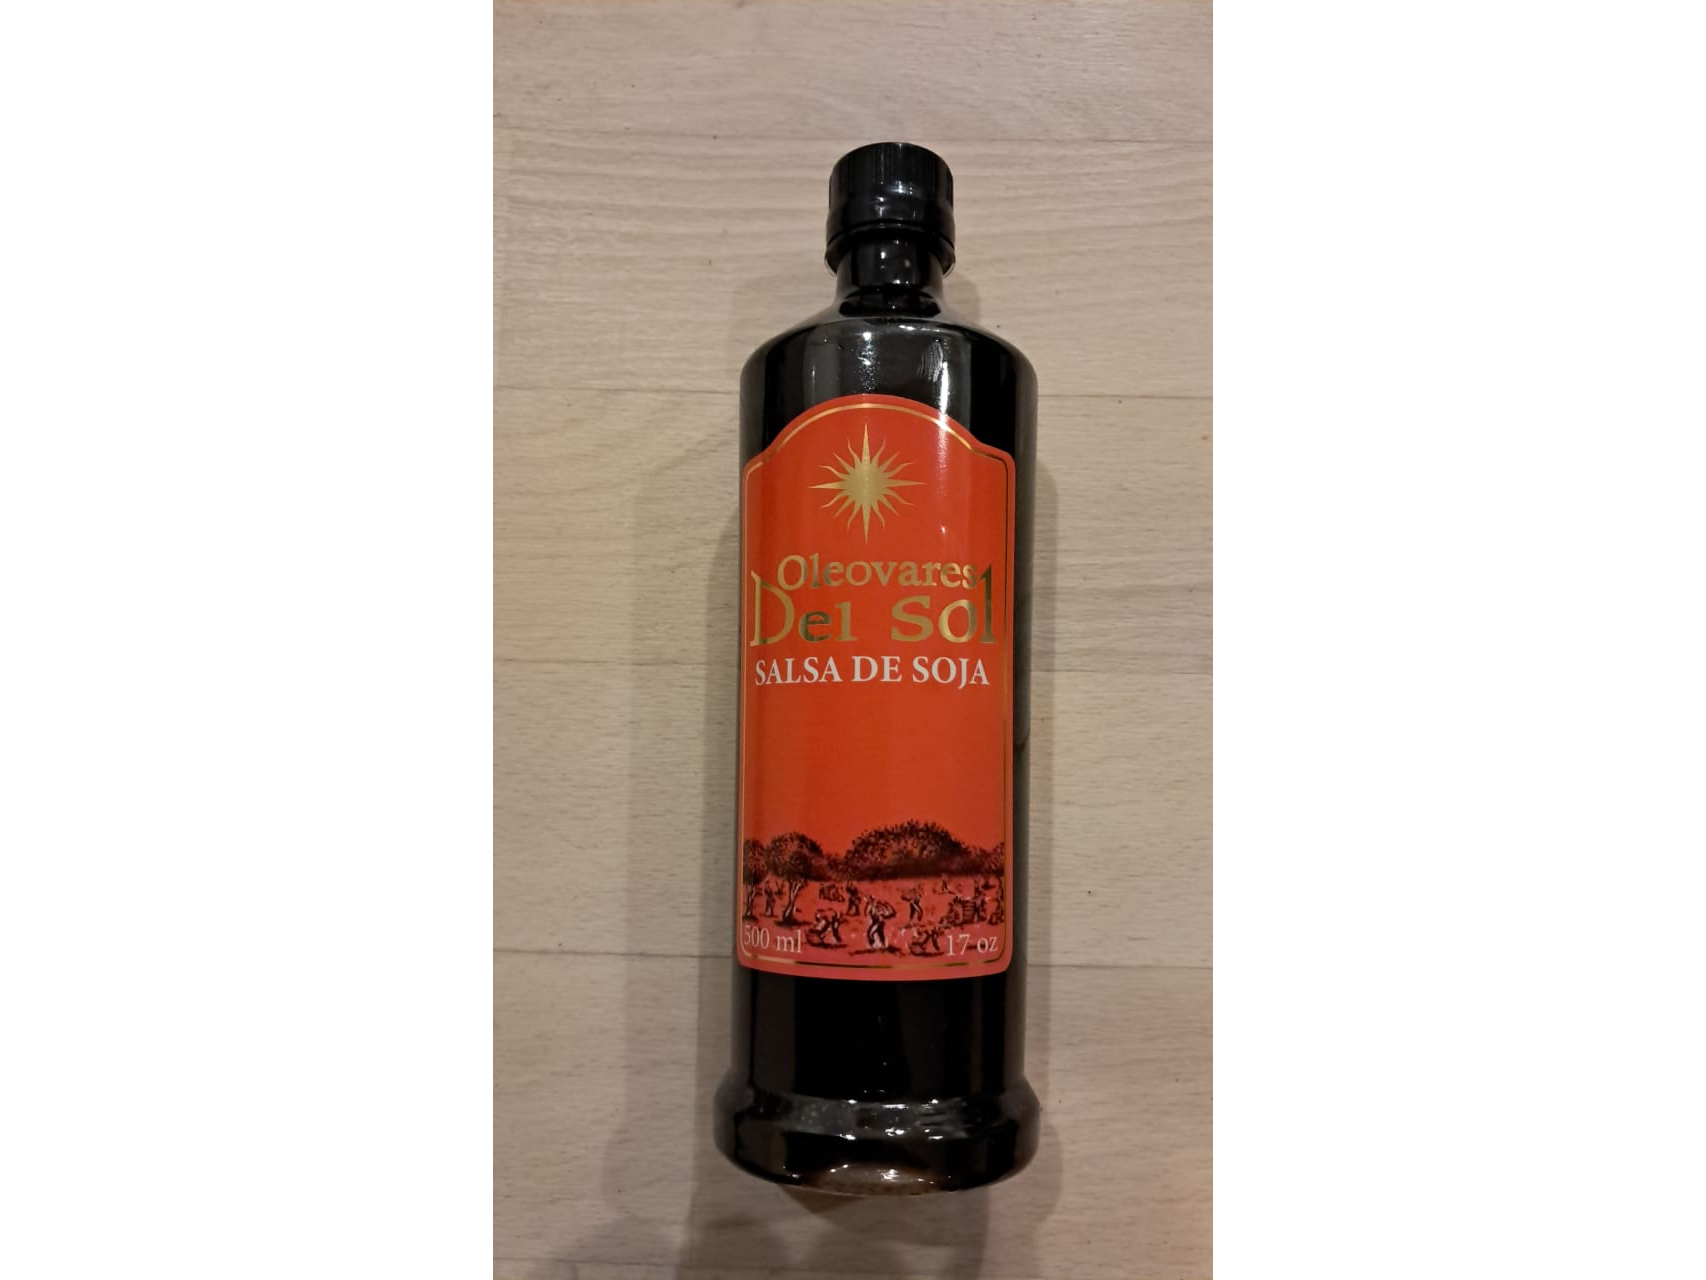 Oleovares
Del Sol
SALSA DE SOJA
500 ml
17 oz